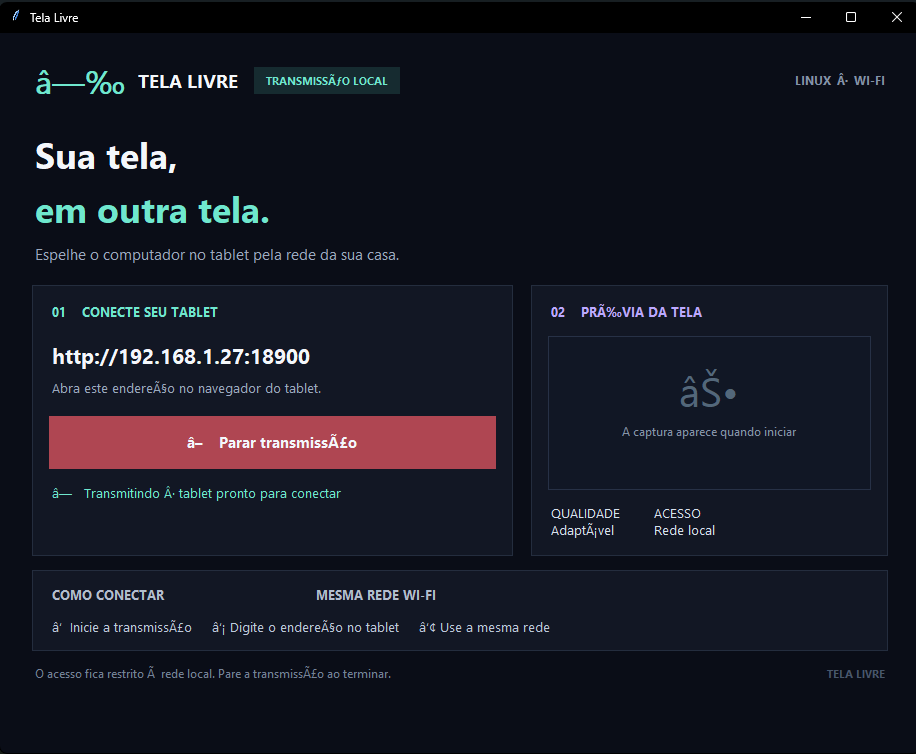 Tela Livre
â—‰ TELA LIVRE TRANSMISSÃƒO LOCAL LINUX Â· WI-FI
Sua tela,
em outra tela.
Espelhe o computador no tablet pela rede da sua casa.
01 CONECTE SEU TABLET
http://192.168.1.27:18900
Abra este endereÃ§o no navegador do tablet.
â– Parar transmissÃ£o
â— Transmitindo Â· tablet pronto para conectar
02 PRÃ‰VIA DA TELA
âŠ•
A captura aparece quando iniciar
QUALIDADE ACESSO
AdaptÃ¡vel Rede local
COMO CONECTAR MESMA REDE WI-FI
â‘ Inicie a transmissÃ£o â‘¡ Digite o endereÃ§o no tablet â‘¢ Use a mesma rede
O acesso fica restrito Ã rede local. Pare a transmissÃ£o ao terminar. TELA LIVRE